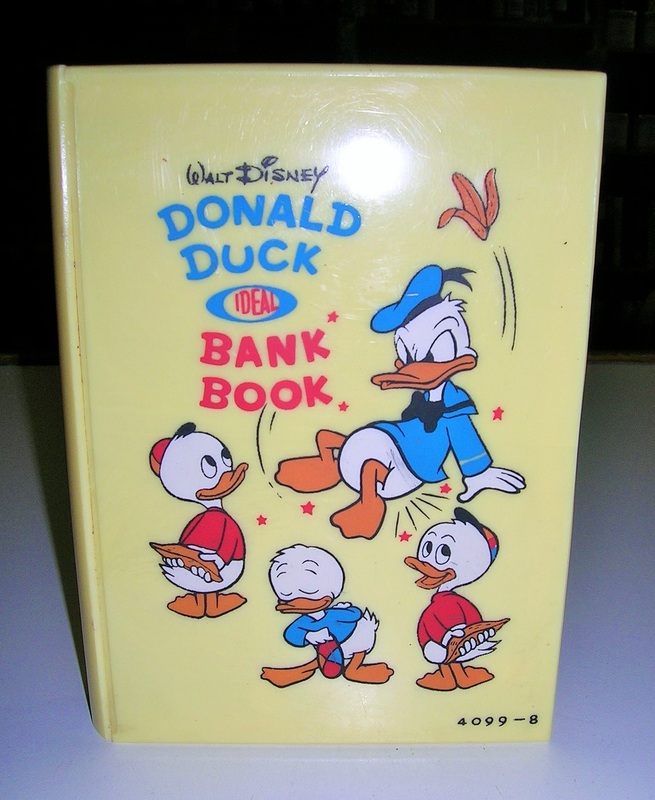 WALT DISNEY
DONALD
DUCK
IDEAL
BANK
BOOK
4099-8